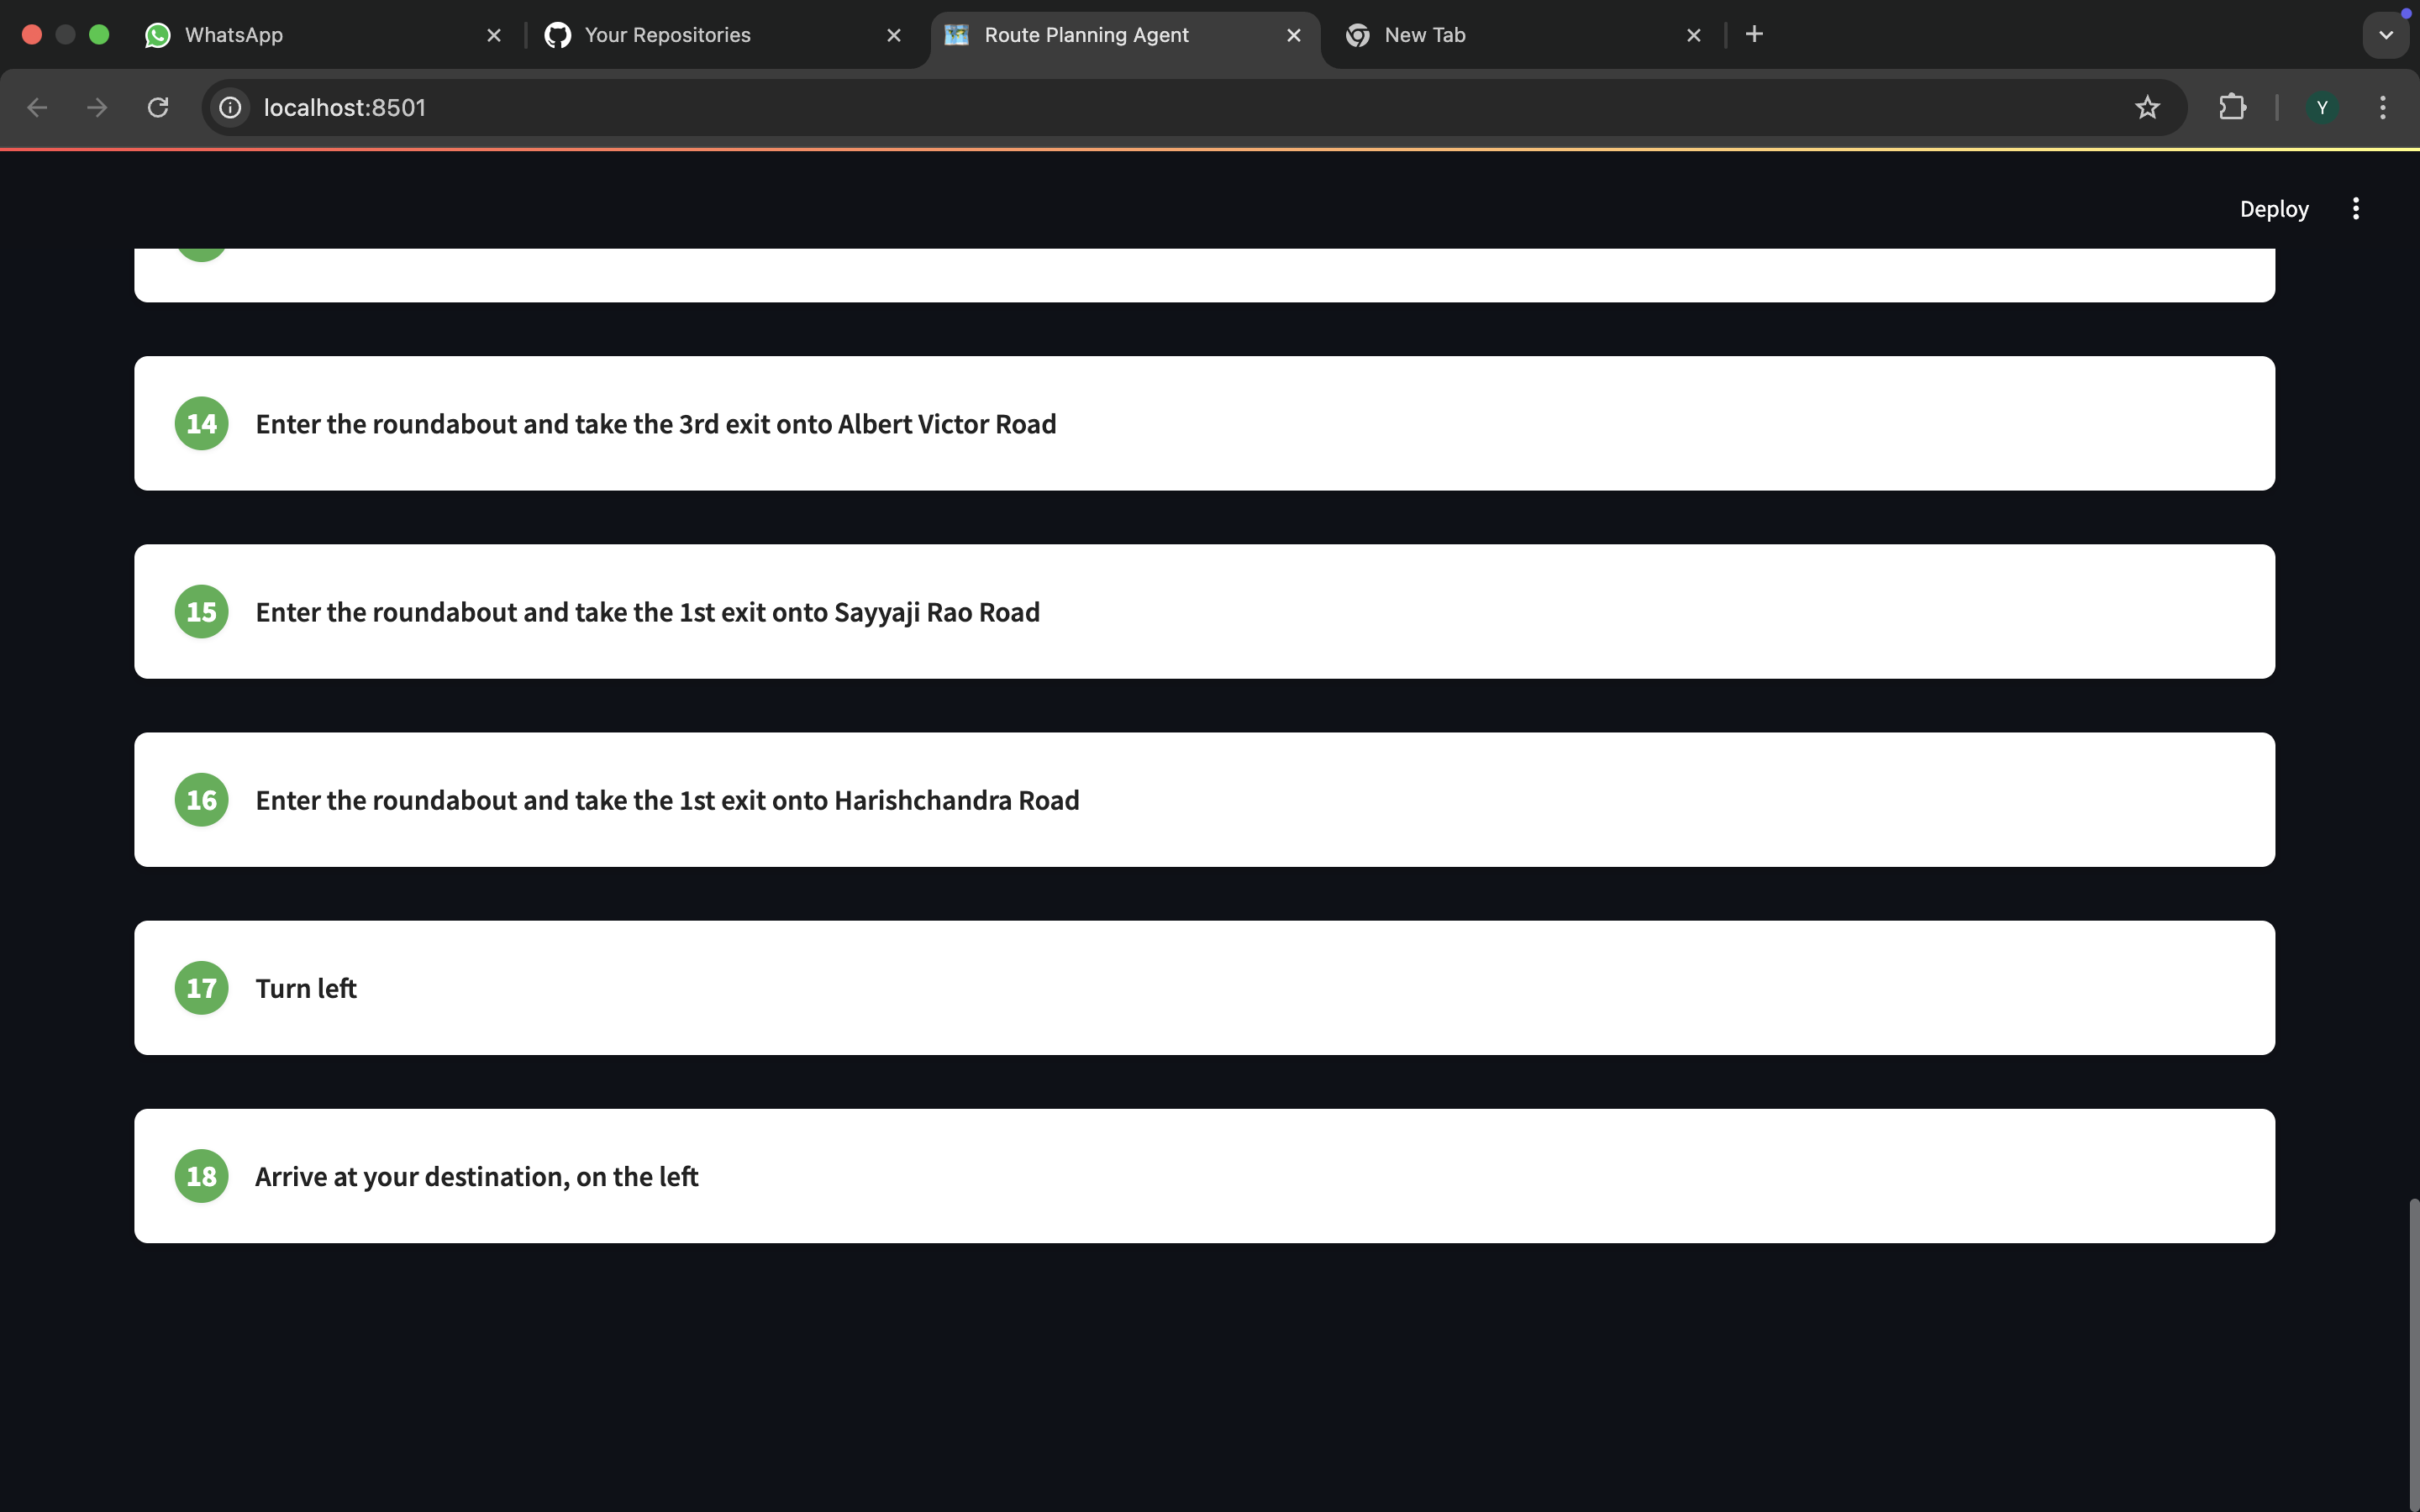 WhatsApp
Your Repositories
Route Planning Agent
New Tab
localhost:8501
Y
Deploy
14 Enter the roundabout and take the 3rd exit onto Albert Victor Road
15 Enter the roundabout and take the 1st exit onto Sayyaji Rao Road
16 Enter the roundabout and take the 1st exit onto Harishchandra Road
17 Turn left
18 Arrive at your destination, on the left